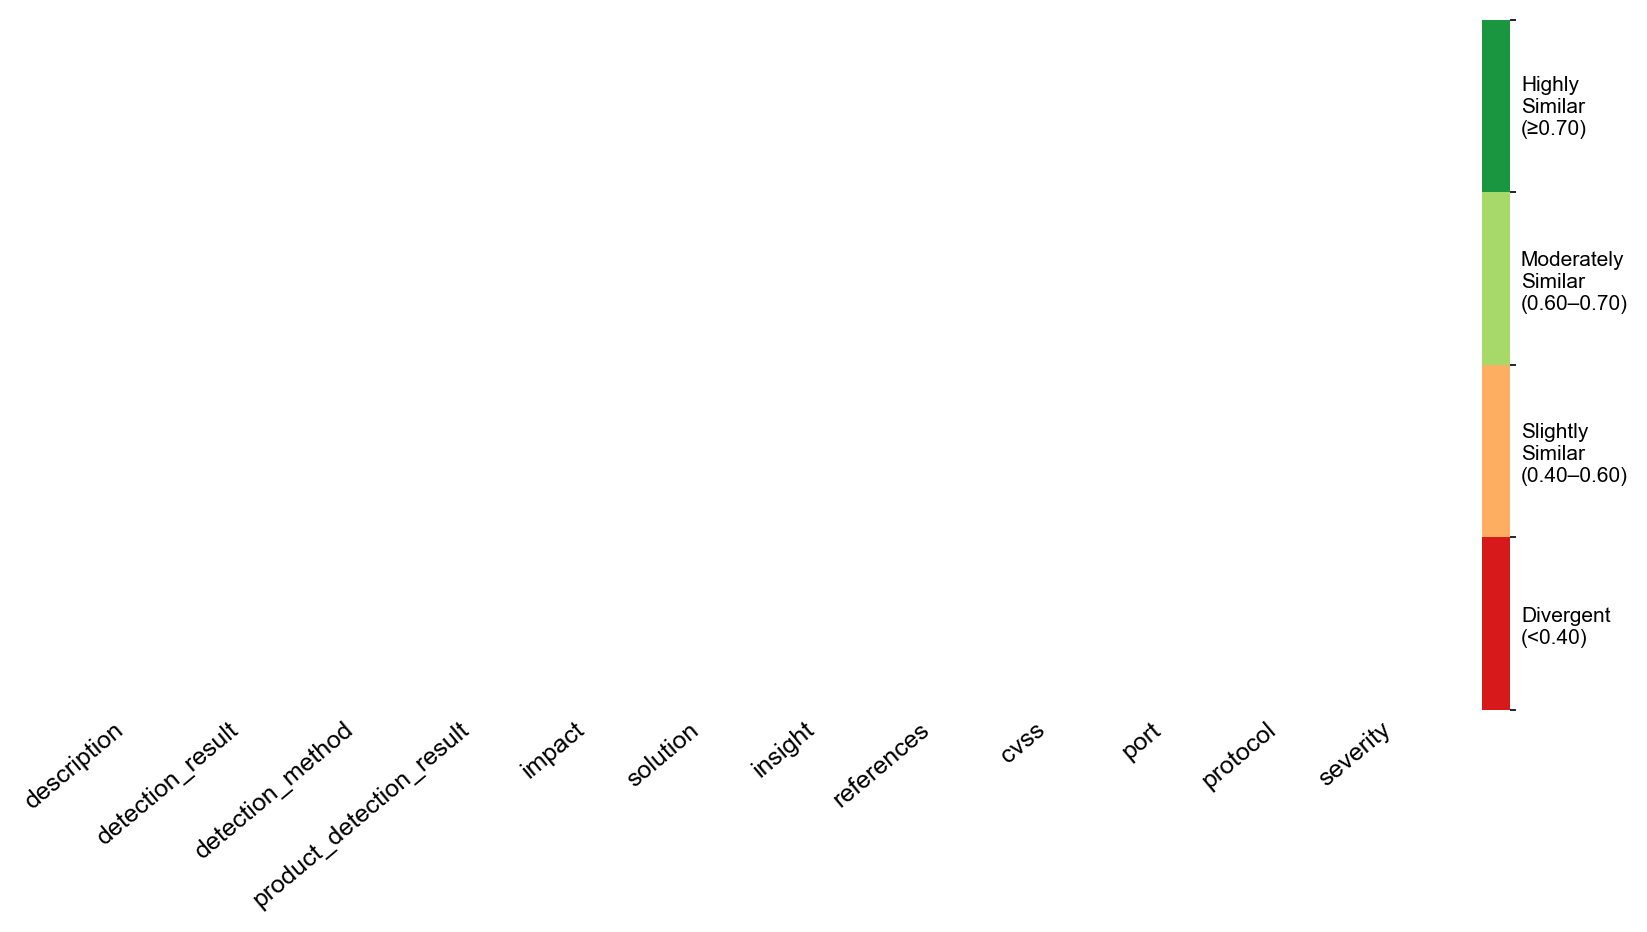 Highly
Similar
(≥0.70)
Moderately
Similar
(0.60–0.70)
Slightly
Similar
(0.40–0.60)
Divergent
(<0.40)
description
detection_result
detection_method
product_detection_result
impact
solution
insight
references
cvss
port
protocol
severity